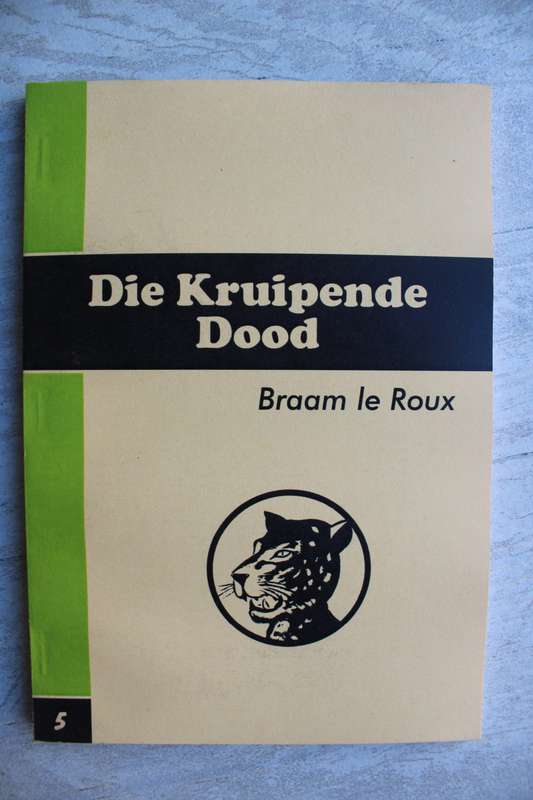 Die Kruipende
Dood
Braam le Roux
5